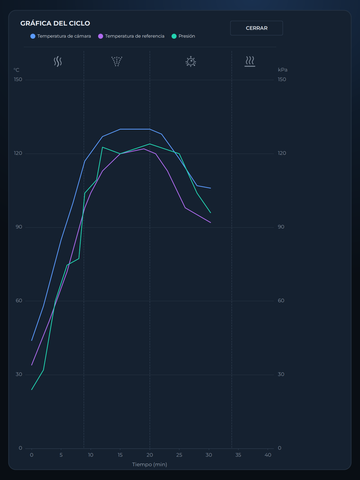 GRÁFICA DEL CICLO
CERRAR
Temperatura de cámara
Temperatura de referencia
Presión
°C
kPa
150
150
120
120
90
90
60
60
30
30
0
0
0 5 10 15 20 25 30 35 40
Tiempo (min)